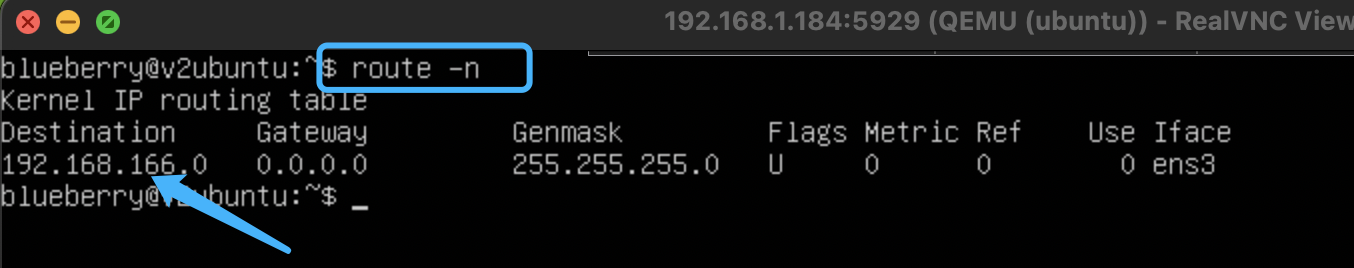 192.168.1.184:5929 (QEMU (ubuntu)) - RealVNC View
blueberry@v2ubuntu:~$ route -n
Kernel IP routing table
Destination Gateway Genmask Flags Metric Ref Use Iface
192.168.166.0 0.0.0.0 255.255.255.0 U 0 0 0 ens3
blueberry@v2ubuntu:~$ _